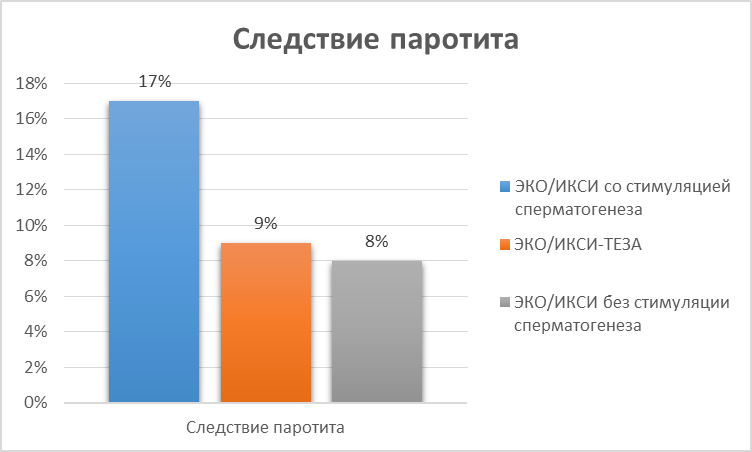 Следствие паротита
18%
16%
14%
12%
10%
8%
6%
4%
2%
0%
17%
9%
8%
Следствие паротита
ЭКО/ИКСИ со стимуляцией
сперматогенеза
ЭКО/ИКСИ-ТЕЗА
ЭКО/ИКСИ без стимуляции
сперматогенеза